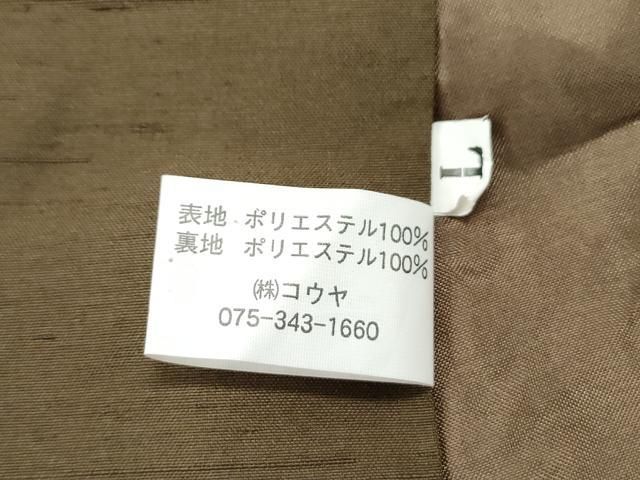 表地 ポリエステル100%
裏地 ポリエステル100%
㈱コウヤ
075-343-1660
L